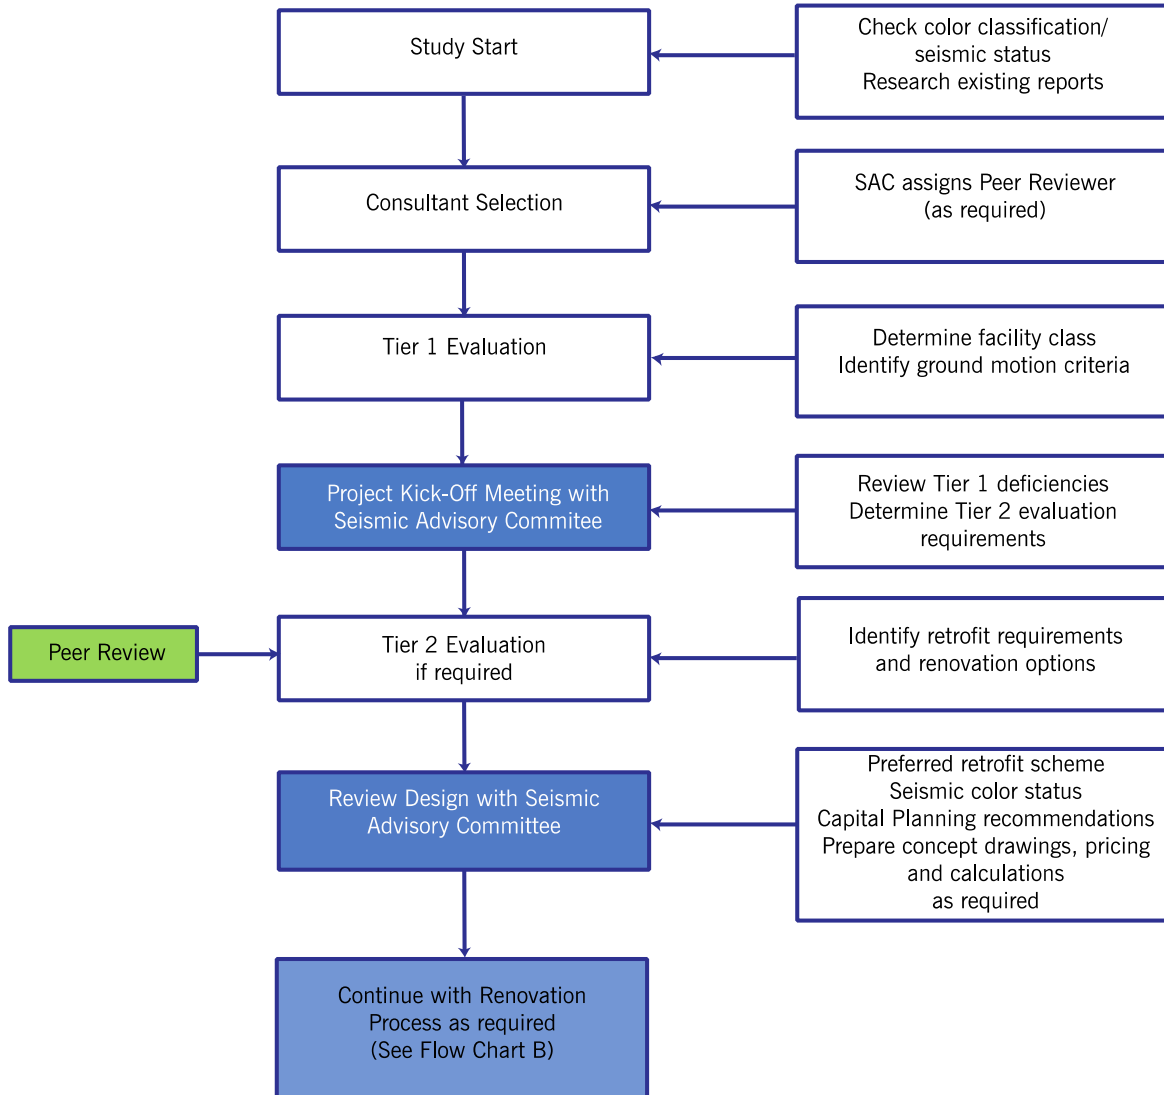 Study Start
Check color classification/
seismic status
Research existing reports
Consultant Selection
SAC assigns Peer Reviewer
(as required)
Tier 1 Evaluation
Determine facility class
Identify ground motion criteria
Project Kick-Off Meeting with
Seismic Advisory Commitee
Review Tier 1 deficiencies
Determine Tier 2 evaluation
requirements
Peer Review
Tier 2 Evaluation
if required
Identify retrofit requirements
and renovation options
Review Design with Seismic
Advisory Committee
Preferred retrofit scheme
Seismic color status
Capital Planning recommendations
Prepare concept drawings, pricing
and calculations
as required
Continue with Renovation
Process as required
(See Flow Chart B)